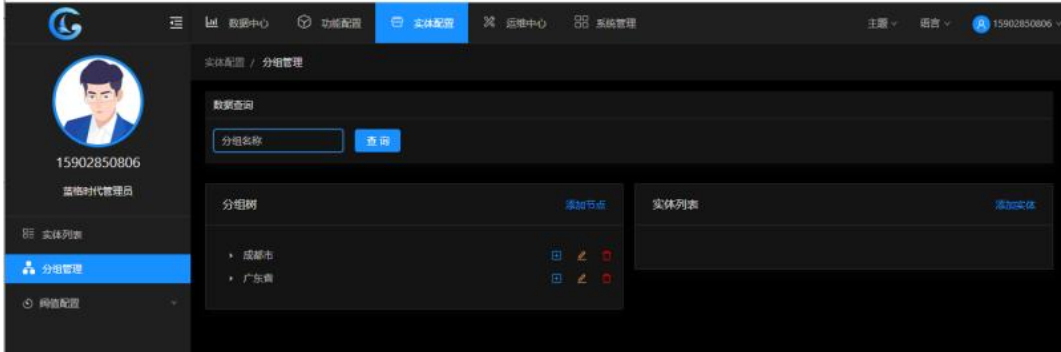 数据中心 功能配置 实体配置 运维中心 系统管理 主题 语言 15902850806
实体配置 / 分组管理
数据查询
分组名称 查 询
15902850806
蓝格时代管理员
分组树 添加节点 实体列表 添加实体
实体列表
成都市
分组管理
广东省
阈值配置